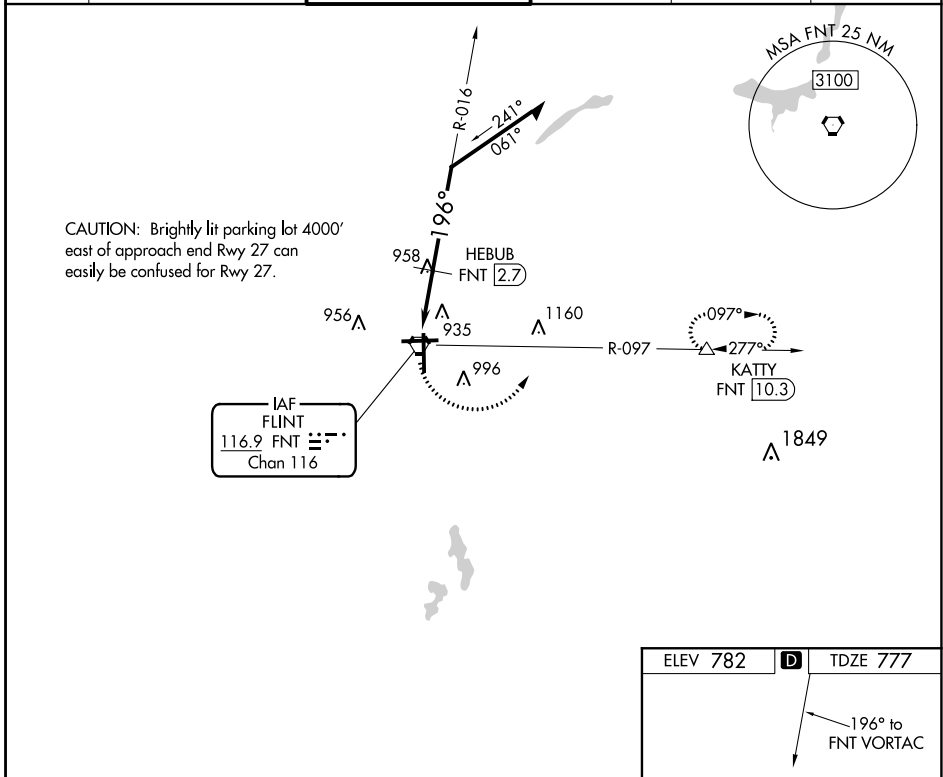 MSA FNT 25 NM
3100
R-016
241°
061°
196°
CAUTION: Brightly lit parking lot 4000'
east of approach end Rwy 27 can
easily be confused for Rwy 27.
958
HEBUB
FNT 2.7
956
935
1160
097°
R-097
277°
KATTY
FNT 10.3
996
IAF
FLINT
116.9 FNT
Chan 116
1849
ELEV 782 D TDZE 777
196° to
FNT VORTAC